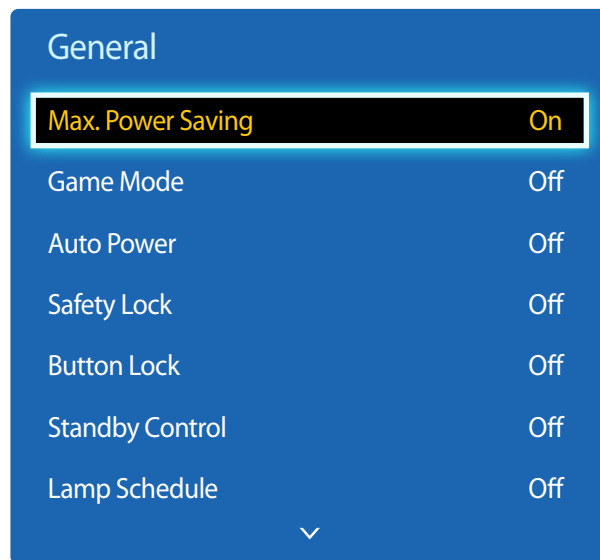 General
Max. Power Saving On
Game Mode Off
Auto Power Off
Safety Lock Off
Button Lock Off
Standby Control Off
Lamp Schedule Off